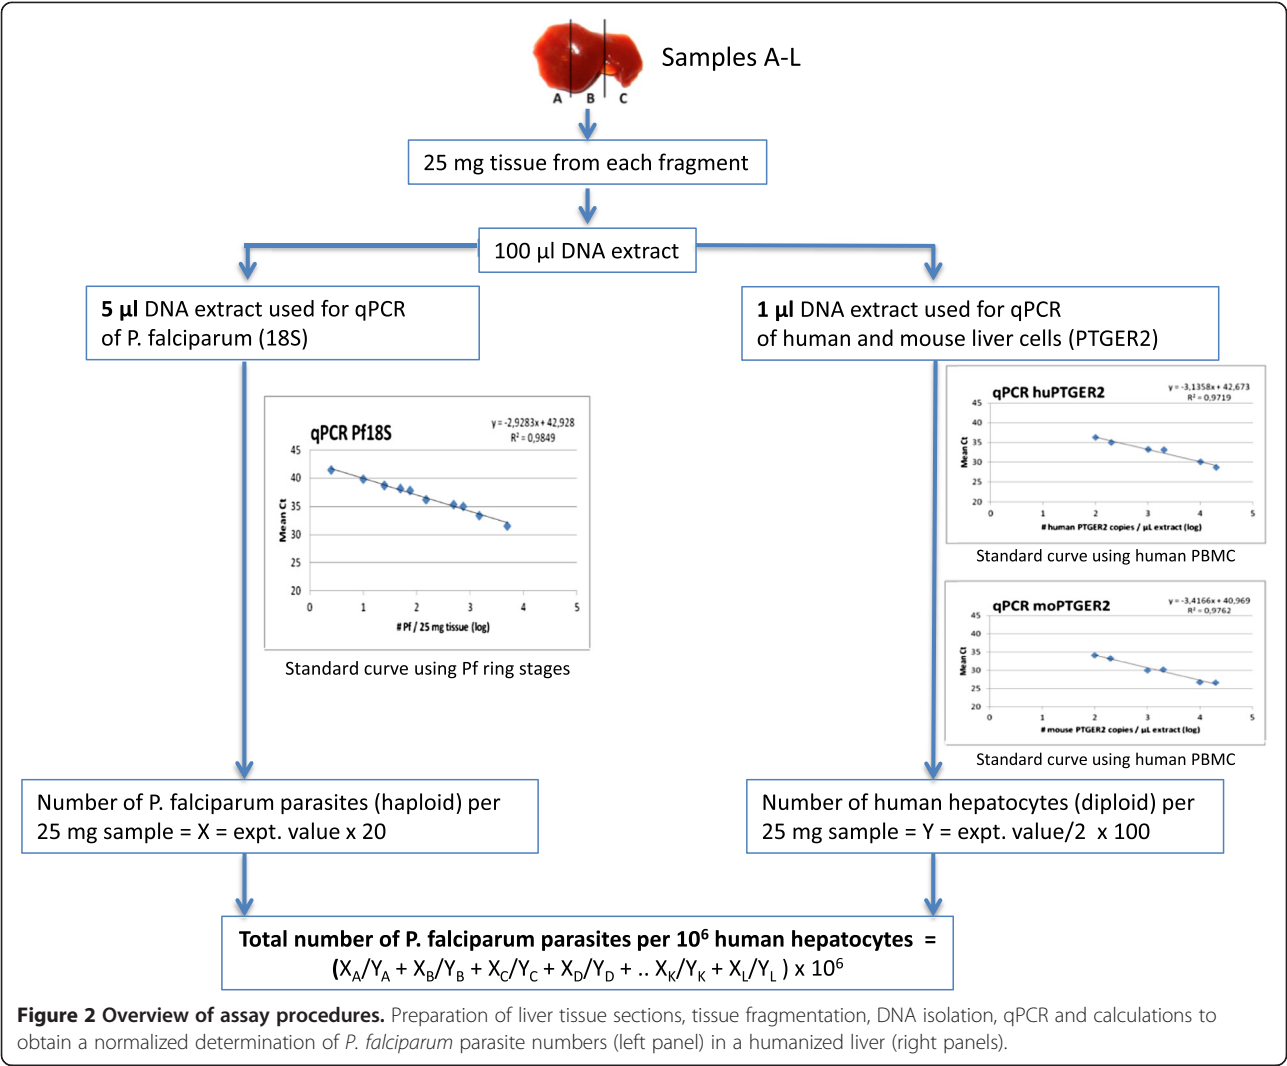 Samples A-L
A B C
25 mg tissue from each fragment
100 µl DNA extract
5 µl DNA extract used for qPCR
of P. falciparum (18S)
1 µl DNA extract used for qPCR
of human and mouse liver cells (PTGER2)
qPCR Pf18S
y = -2,9283x + 42,928
R² = 0,9849
45
40
35
30
25
20
Mean Ct
0 1 2 3 4 5
# Pf / 25 mg tissue (log)
Standard curve using Pf ring stages
qPCR huPTGER2
y = -3,1358x + 42,673
R² = 0,9719
45
40
35
30
25
20
Mean Ct
0 1 2 3 4 5
# human PTGER2 copies / µL extract (log)
Standard curve using human PBMC
qPCR moPTGER2
y = -3,4166x + 40,969
R² = 0,9762
45
40
35
30
25
20
Mean Ct
0 1 2 3 4 5
# mouse PTGER2 copies / µL extract (log)
Standard curve using human PBMC
Number of P. falciparum parasites (haploid) per
25 mg sample = X = expt. value x 20
Number of human hepatocytes (diploid) per
25 mg sample = Y = expt. value/2 x 100
Total number of P. falciparum parasites per 10⁶ human hepatocytes =
(X_A/Y_A + X_B/Y_B + X_C/Y_C + X_D/Y_D + .. X_K/Y_K + X_L/Y_L ) x 10⁶
Figure 2 Overview of assay procedures. Preparation of liver tissue sections, tissue fragmentation, DNA isolation, qPCR and calculations to
obtain a normalized determination of P. falciparum parasite numbers (left panel) in a humanized liver (right panels).